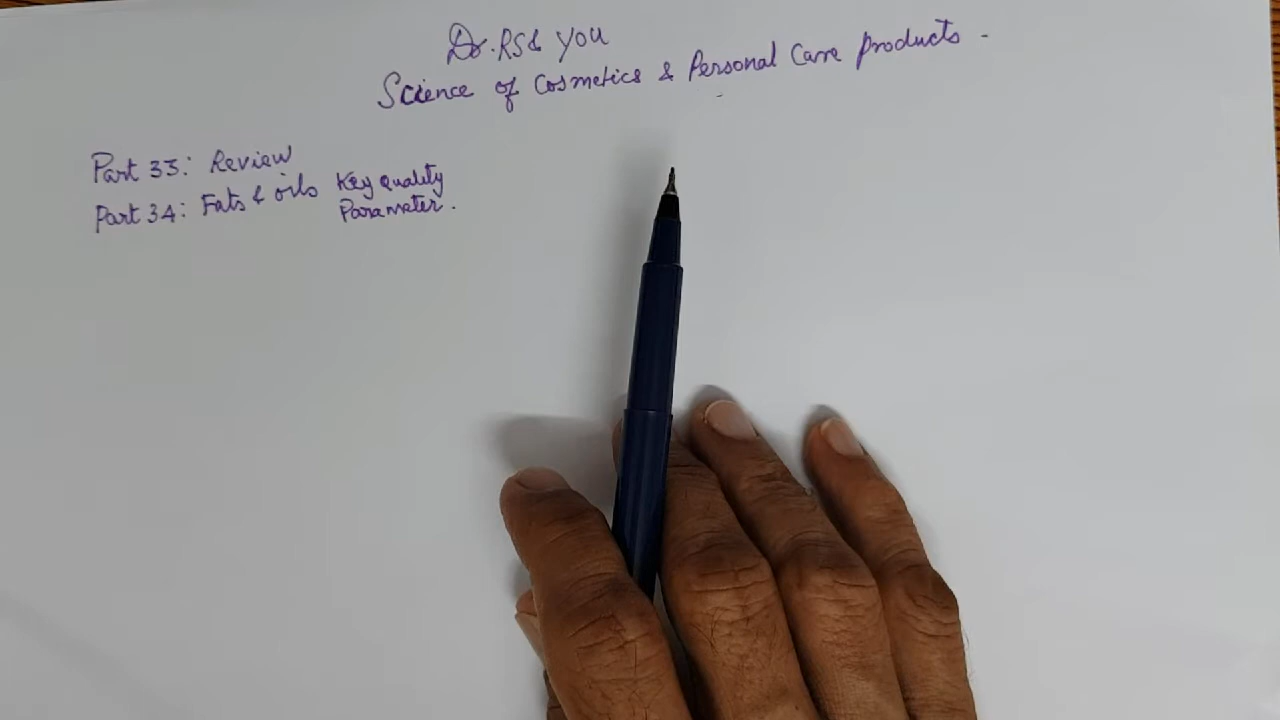 Dr. RS & YOU
Science of Cosmetics & Personal Care Products -
Part 33: Review
Part 34: Fats & oils Key Quality
Parameter.